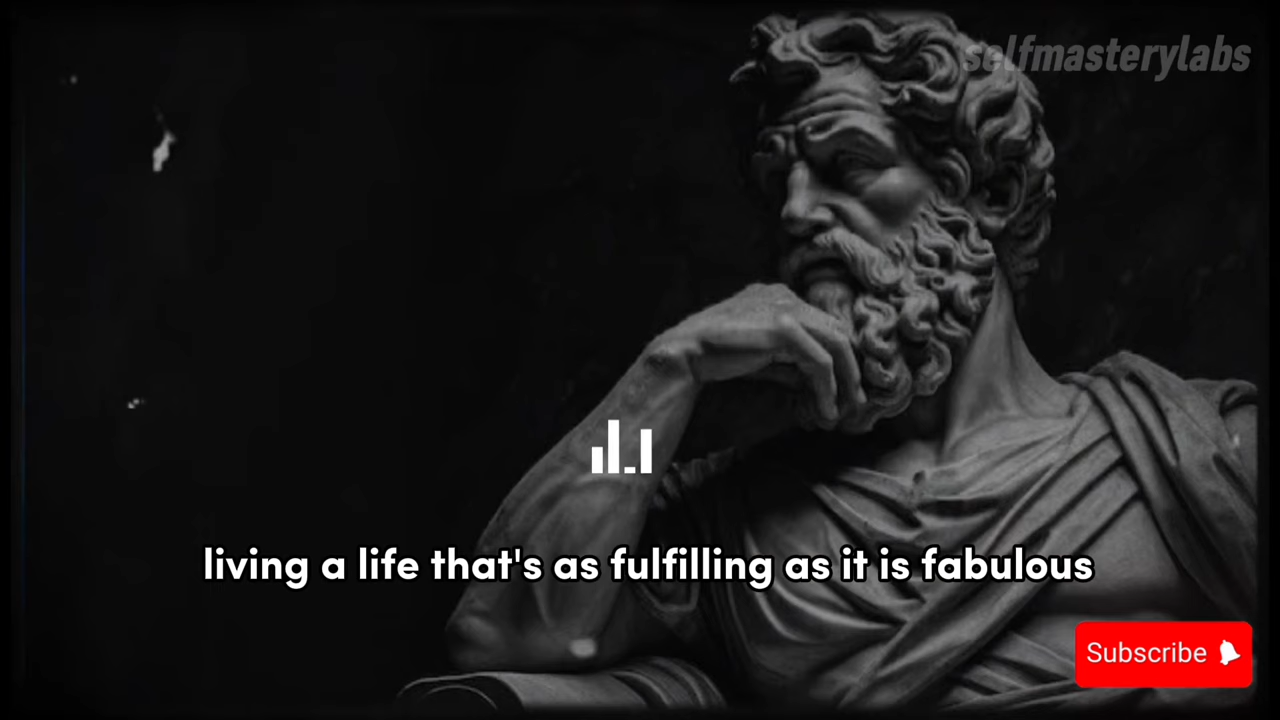 selfmasterylabs
living a life that's as fulfilling as it is fabulous
Subscribe